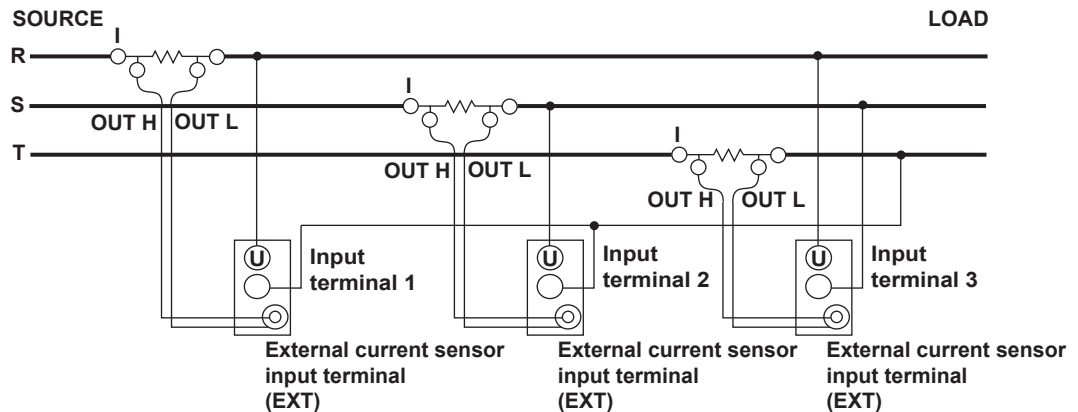 SOURCE
LOAD
I
R
I
S
OUT H
OUT L
I
T
OUT H
OUT L
OUT H
OUT L
U
Input
terminal 1
U
Input
terminal 2
U
Input
terminal 3
External current sensor
input terminal
(EXT)
External current sensor
input terminal
(EXT)
External current sensor
input terminal
(EXT)